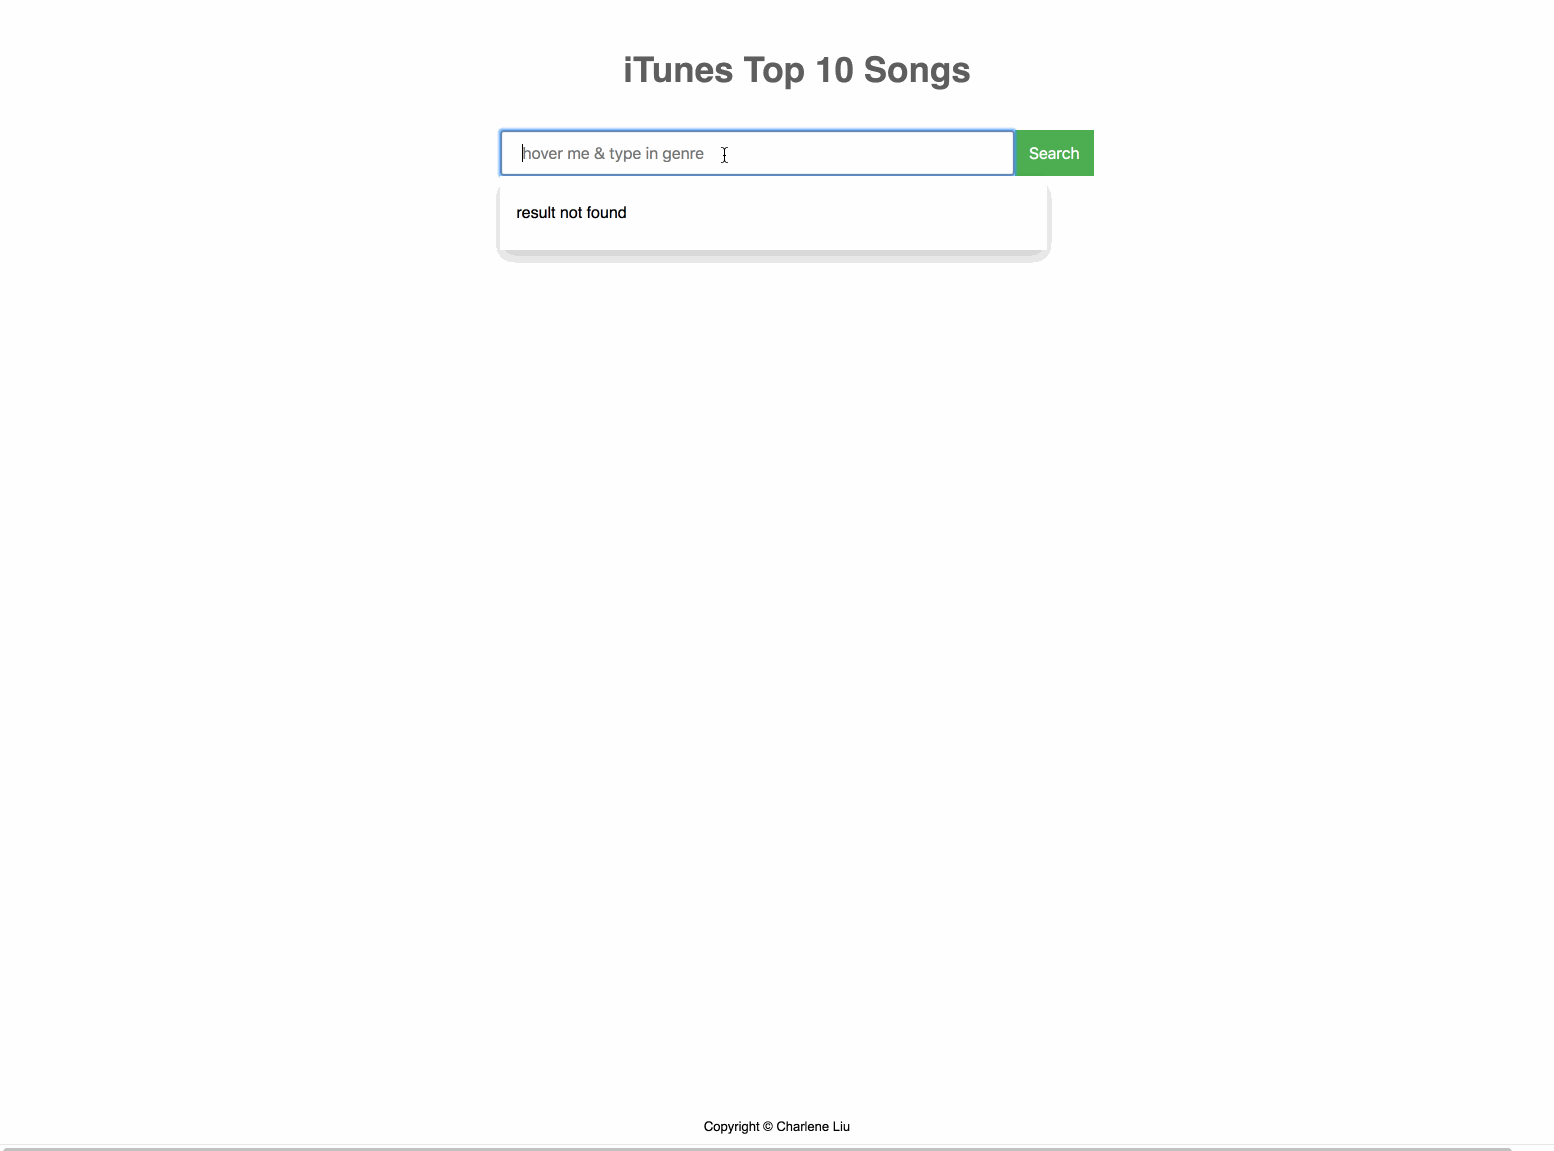 iTunes Top 10 Songs
hover me & type in genre
Search
result not found
Copyright © Charlene Liu